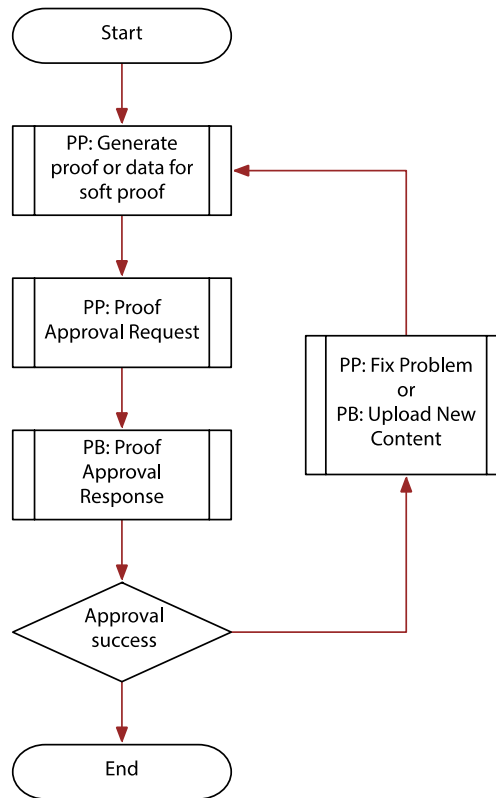 Start
PP: Generate
proof or data for
soft proof
PP: Proof
Approval Request
PB: Proof
Approval
Response
Approval
success
End
PP: Fix Problem
or
PB: Upload New
Content